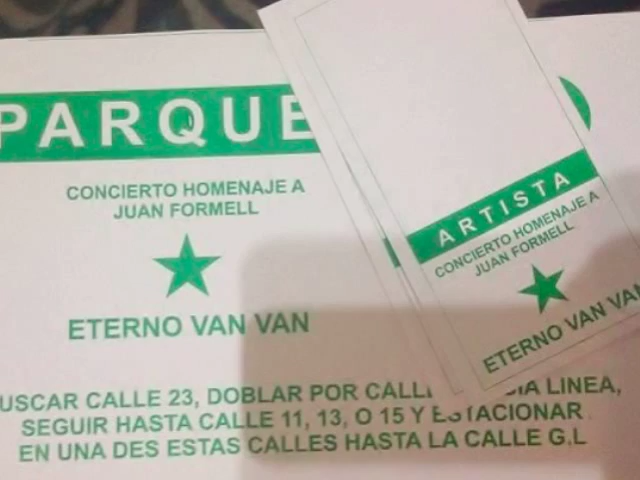 PARQUE
CONCIERTO HOMENAJE A
JUAN FORMELL
ETERNO VAN VAN
USCAR CALLE 23, DOBLAR POR LINEA,
SEGUIR HASTA CALLE 11, 13, O 15 Y ESTACIONAR
EN UNA DES ESTAS CALLES HASTA LA CALLE G.L
ARTISTA
CONCIERTO HOMENAJE A
JUAN FORMELL
ETERNO VAN VAN